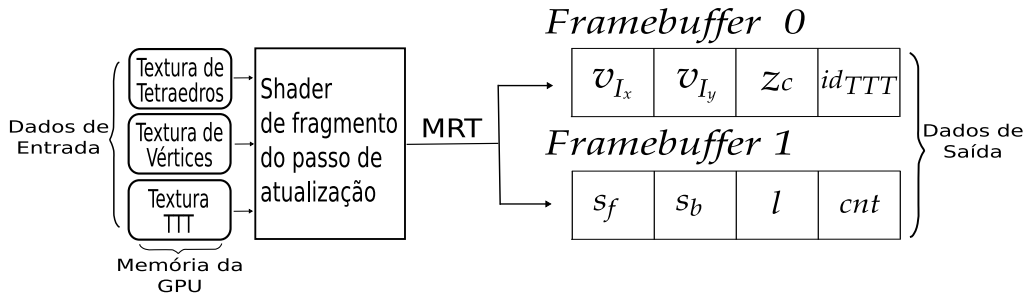 Dados de
Entrada
Textura de
Tetraedros
Textura de
Vértices
Textura
TTT
Memória da
GPU
Shader
de fragmento
do passo de
atualização
MRT
Framebuffer 0
v_{I_x} v_{I_y} z_c id_{TTT}
Framebuffer 1
s_f s_b l cnt
Dados de
Saída